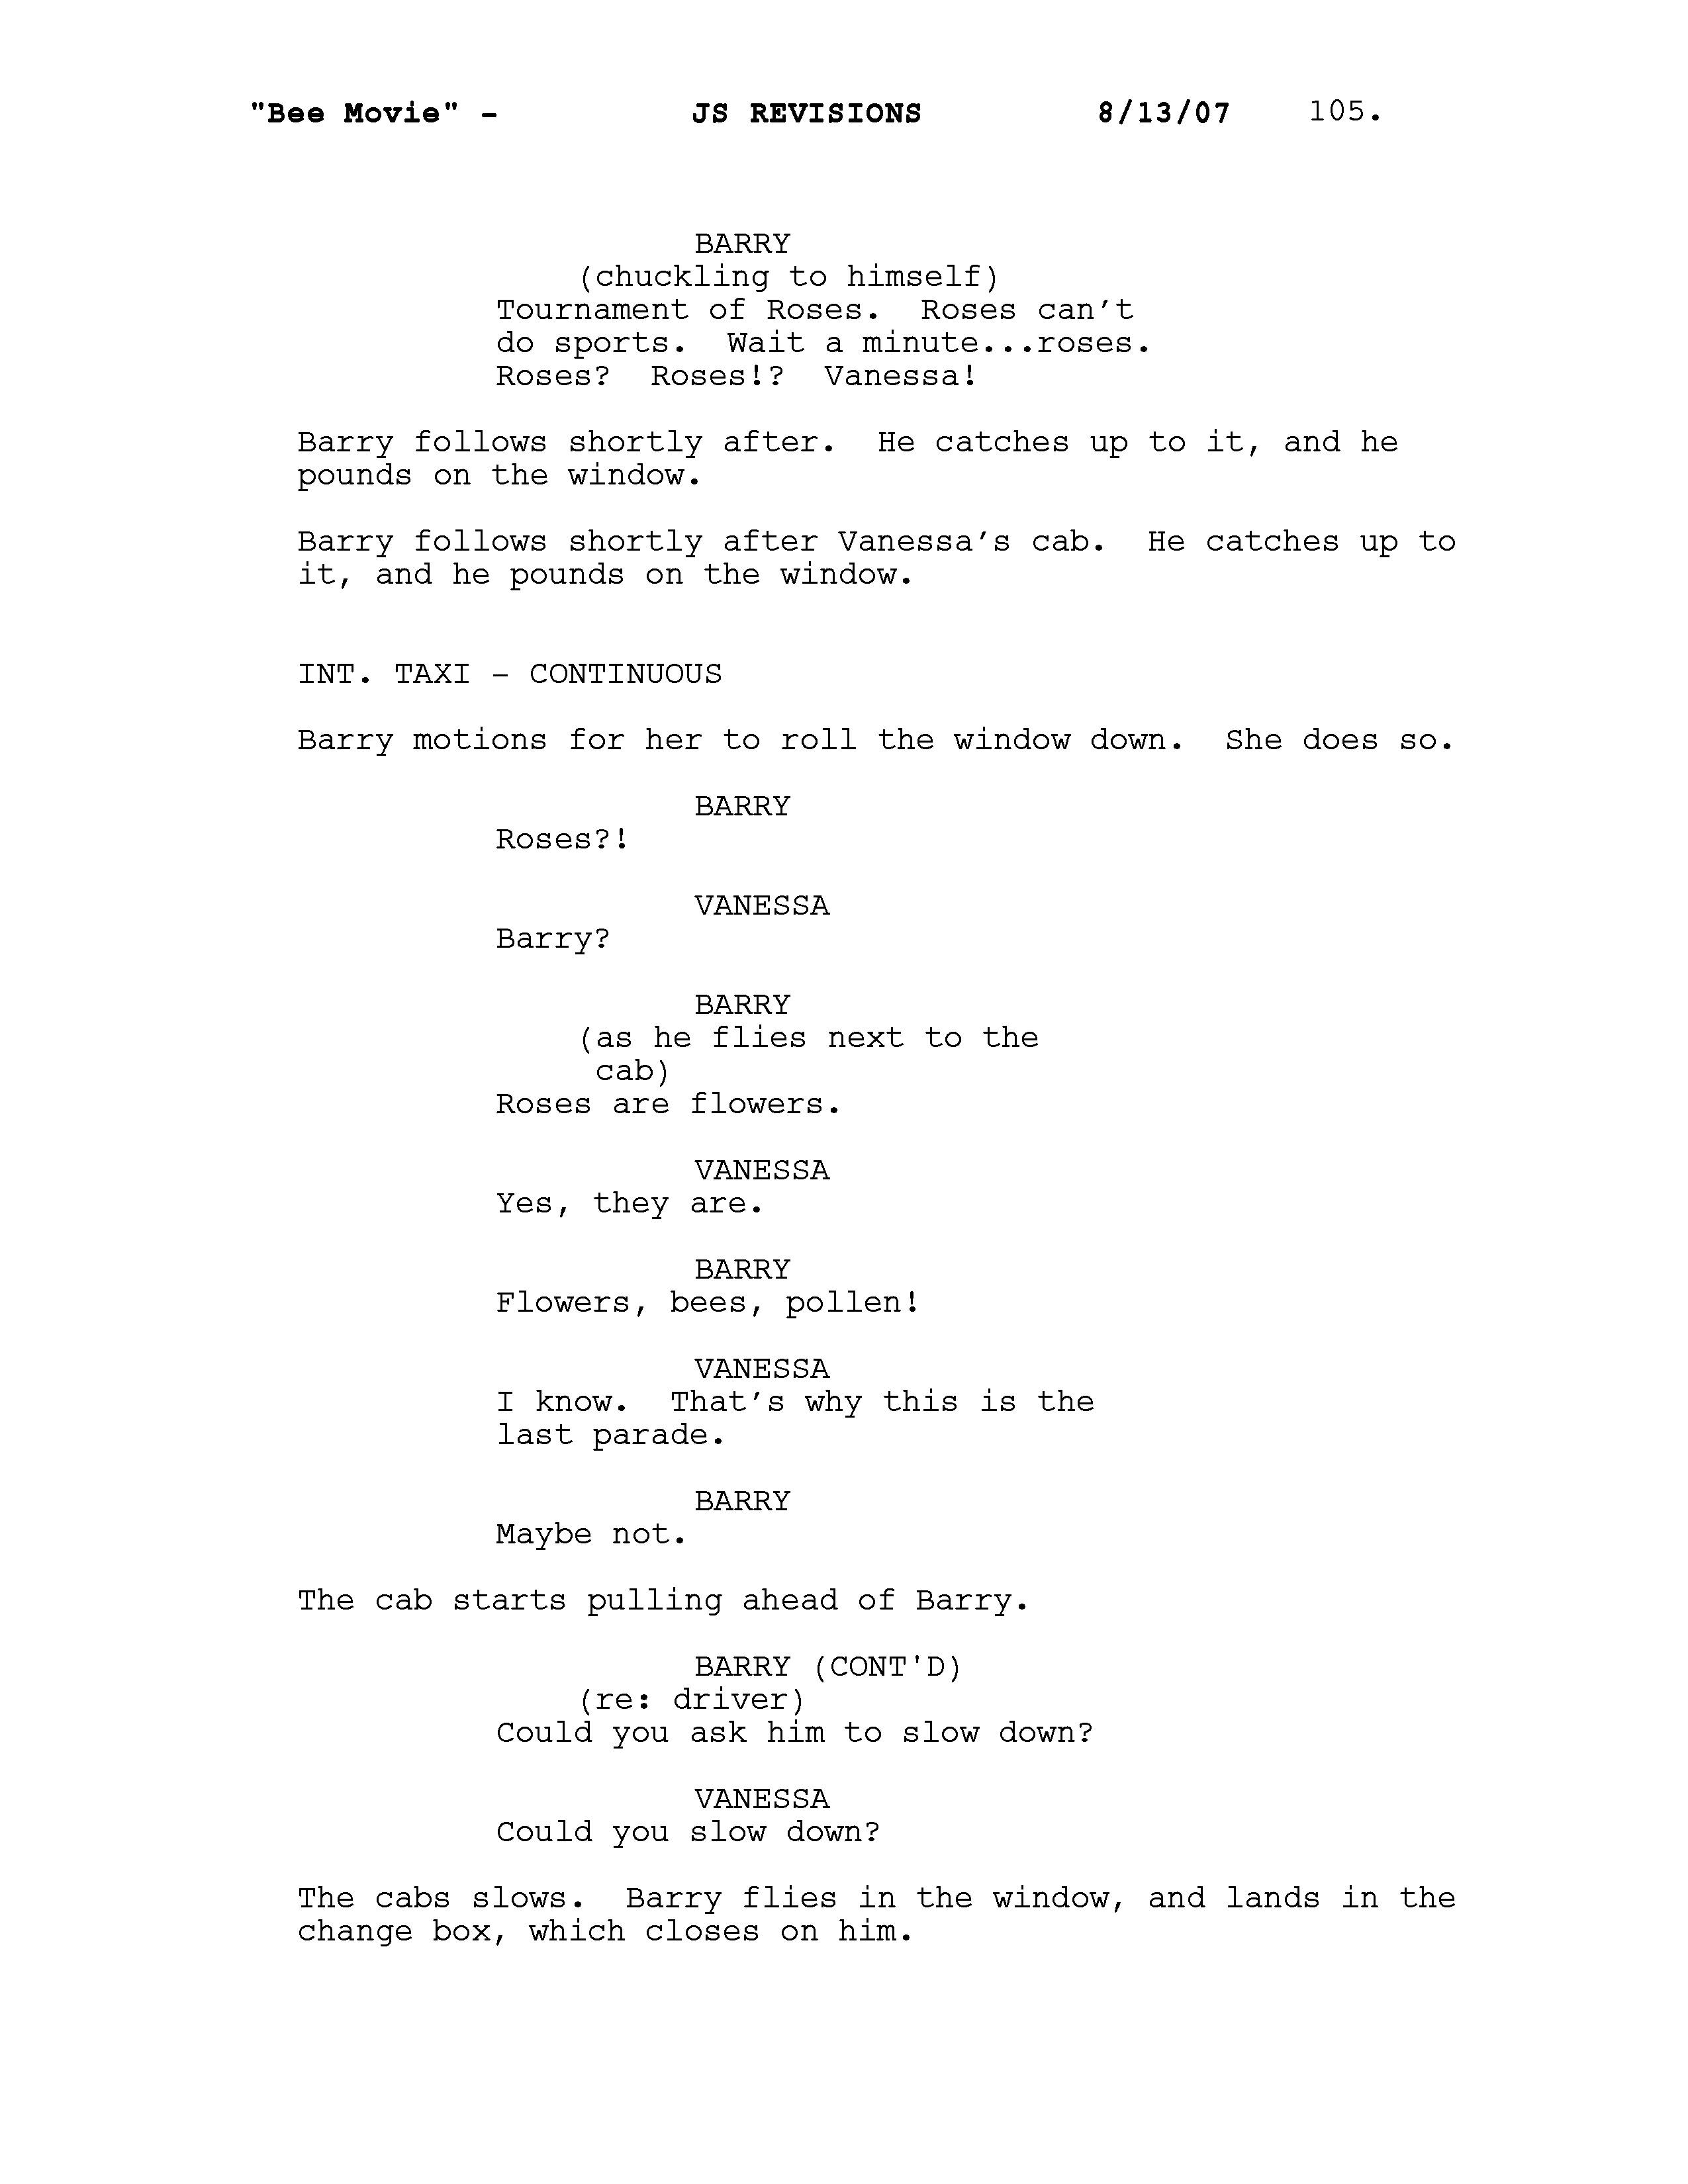 "Bee Movie" - JS REVISIONS 8/13/07 105.
BARRY
(chuckling to himself)
Tournament of Roses.  Roses can't
do sports.  Wait a minute...roses.
Roses?  Roses!?  Vanessa!
Barry follows shortly after.  He catches up to it, and he
pounds on the window.
Barry follows shortly after Vanessa's cab.  He catches up to
it, and he pounds on the window.
INT. TAXI - CONTINUOUS
Barry motions for her to roll the window down.  She does so.
BARRY
Roses?!
VANESSA
Barry?
BARRY
(as he flies next to the
cab)
Roses are flowers.
VANESSA
Yes, they are.
BARRY
Flowers, bees, pollen!
VANESSA
I know.  That's why this is the
last parade.
BARRY
Maybe not.
The cab starts pulling ahead of Barry.
BARRY (CONT'D)
(re: driver)
Could you ask him to slow down?
VANESSA
Could you slow down?
The cabs slows.  Barry flies in the window, and lands in the
change box, which closes on him.